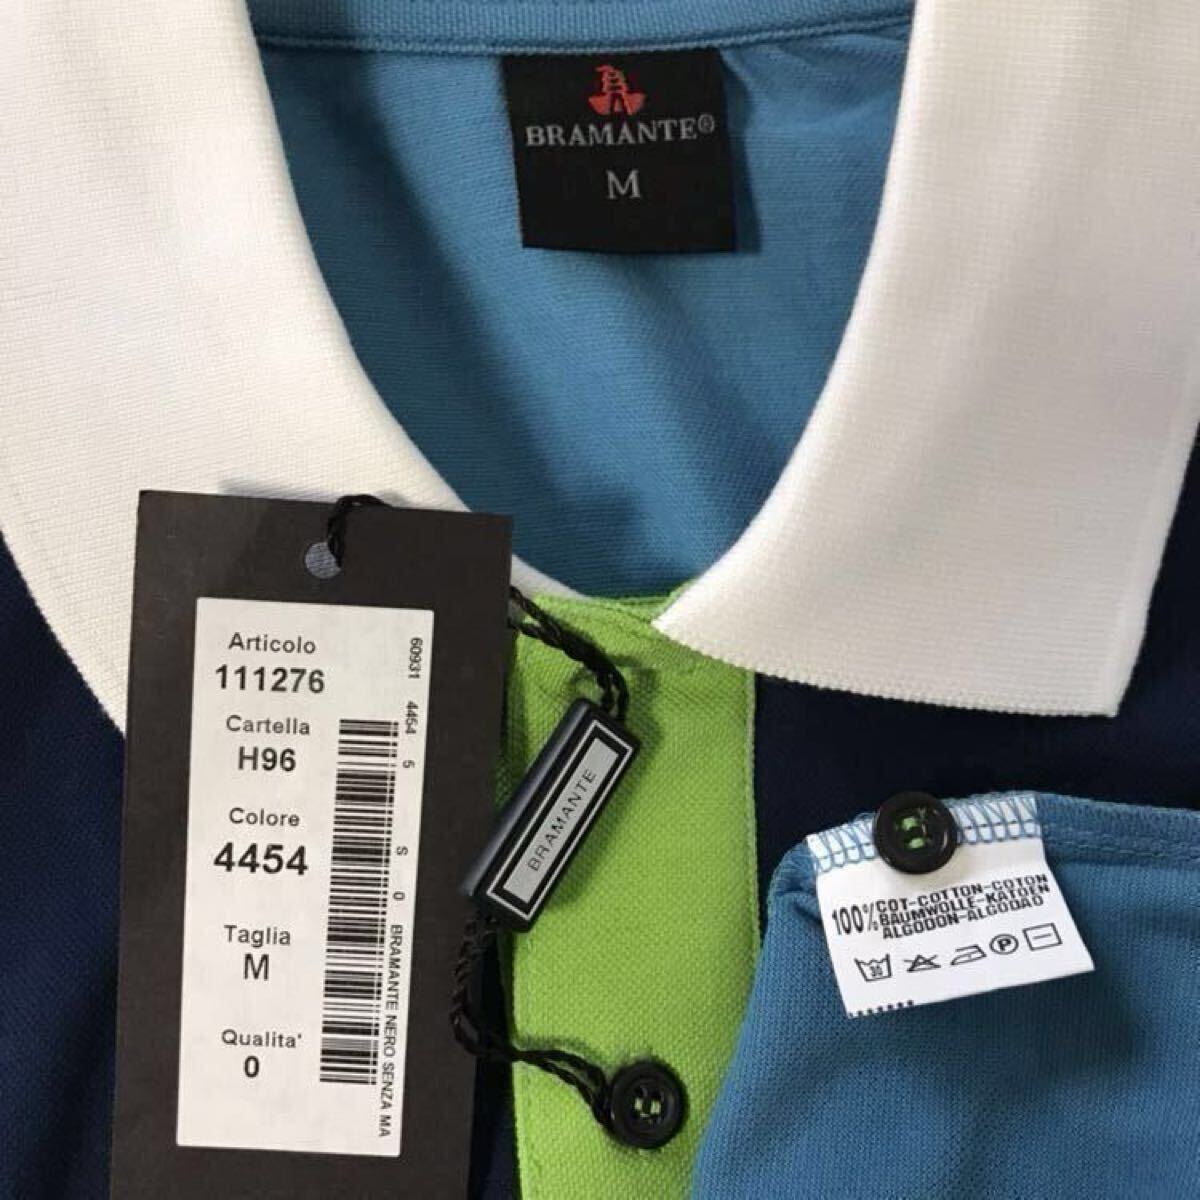 BRAMANTE®
M
Articolo
111276
Cartella
H96
Colore
4454
Taglia
M
Qualita'
0
60931 4454 5 S 0 BRAMANTE NERO SENZA MA
BRAMANTE
100% COT-COTTON-COTON
BAUMWOLLE-KATOEN
ALGODON-ALGODAO
30
P